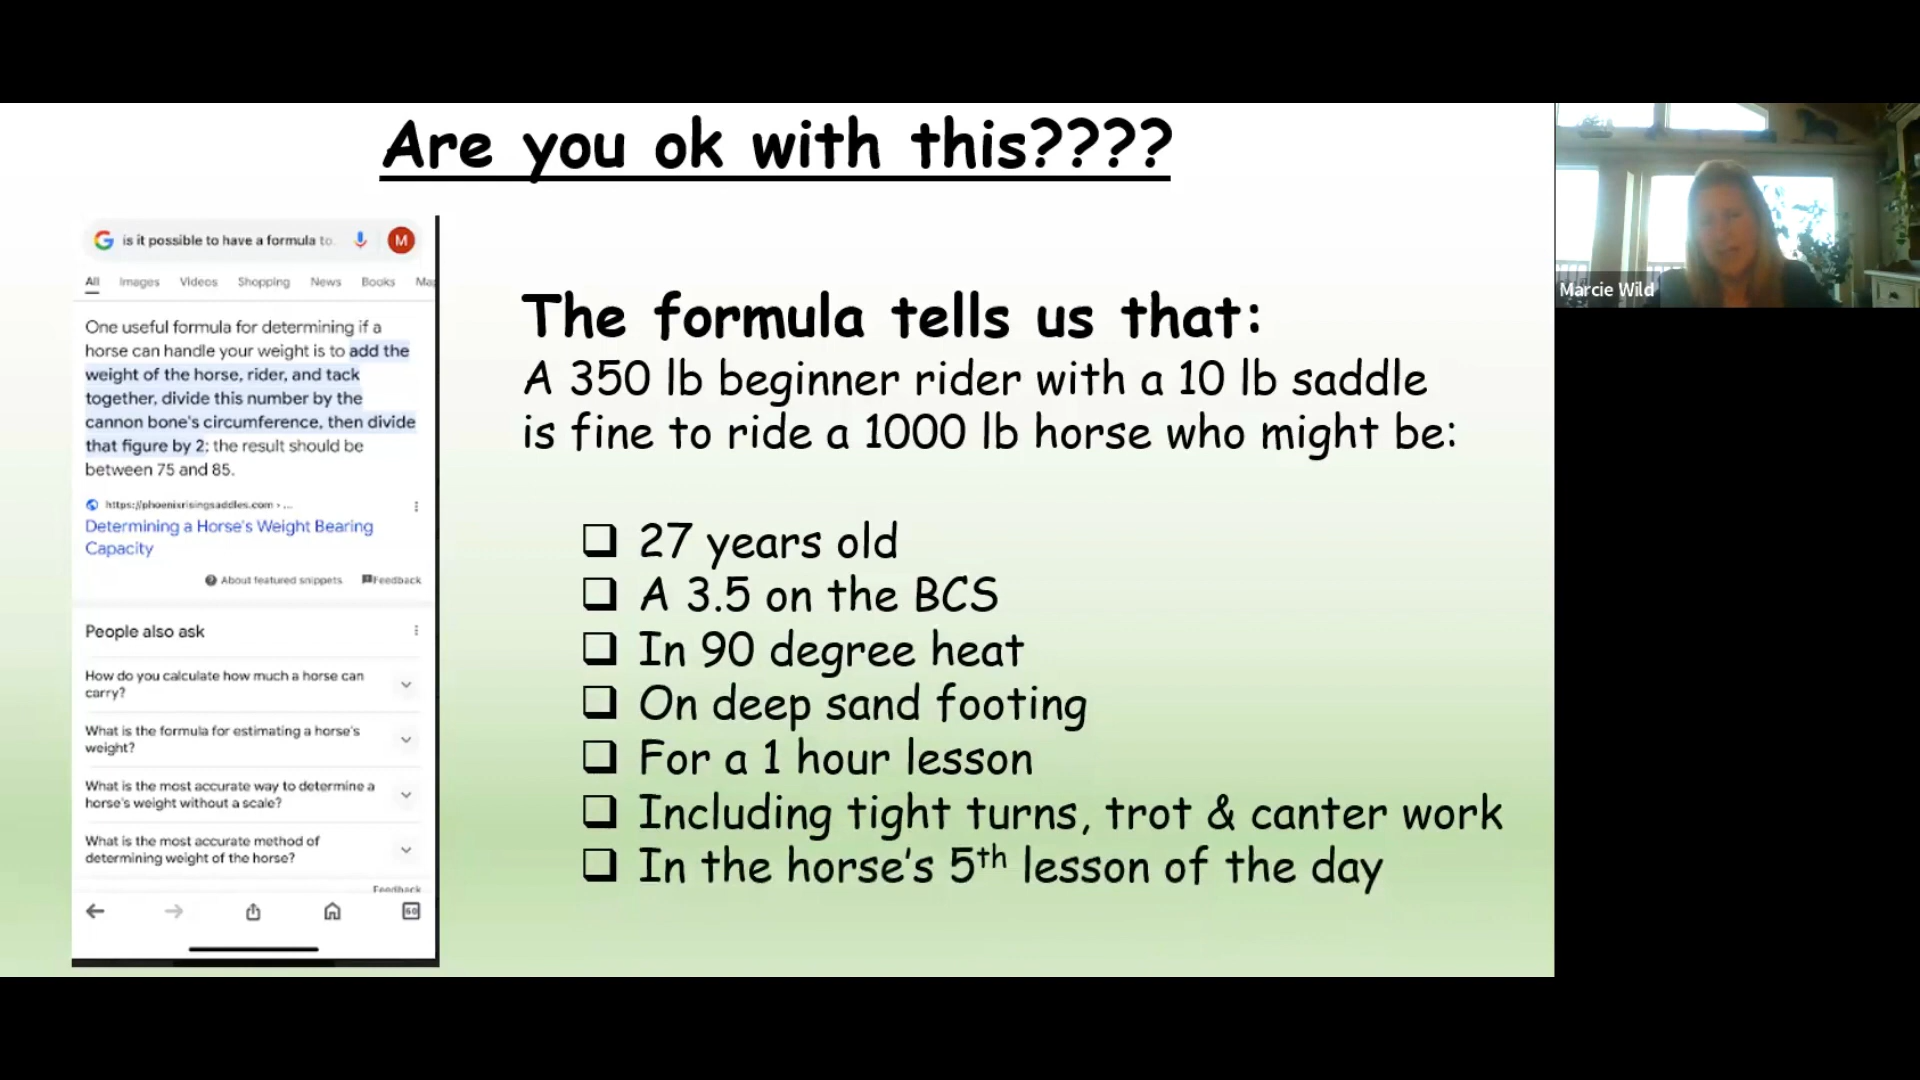 Are you ok with this????
is it possible to have a formula to
M
All Images Videos Shopping News Books Map
One useful formula for determining if a
horse can handle your weight is to add the
weight of the horse, rider, and tack
together, divide this number by the
cannon bone's circumference, then divide
that figure by 2; the result should be
between 75 and 85.
https://phoenixrisingsaddles.com › ...
Determining a Horse's Weight Bearing
Capacity
About featured snippets Feedback
People also ask
How do you calculate how much a horse can
carry?
What is the formula for estimating a horse's
weight?
What is the most accurate way to determine a
horse's weight without a scale?
What is the most accurate method of
determining weight of the horse?
Feedback
The formula tells us that:
A 350 lb beginner rider with a 10 lb saddle
is fine to ride a 1000 lb horse who might be:
27 years old
A 3.5 on the BCS
In 90 degree heat
On deep sand footing
For a 1 hour lesson
Including tight turns, trot & canter work
In the horse's 5th lesson of the day
Marcie Wild